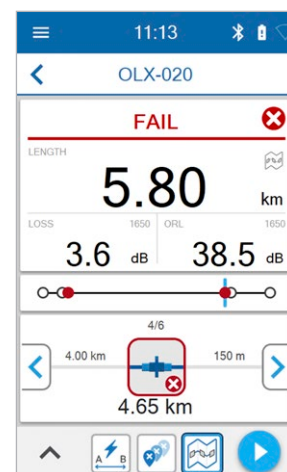 11:13
OLX-020
FAIL
LENGTH
5.80 km
LOSS 1650 ORL 1650
3.6 dB 38.5 dB
4/6
4.00 km 150 m
4.65 km
A B